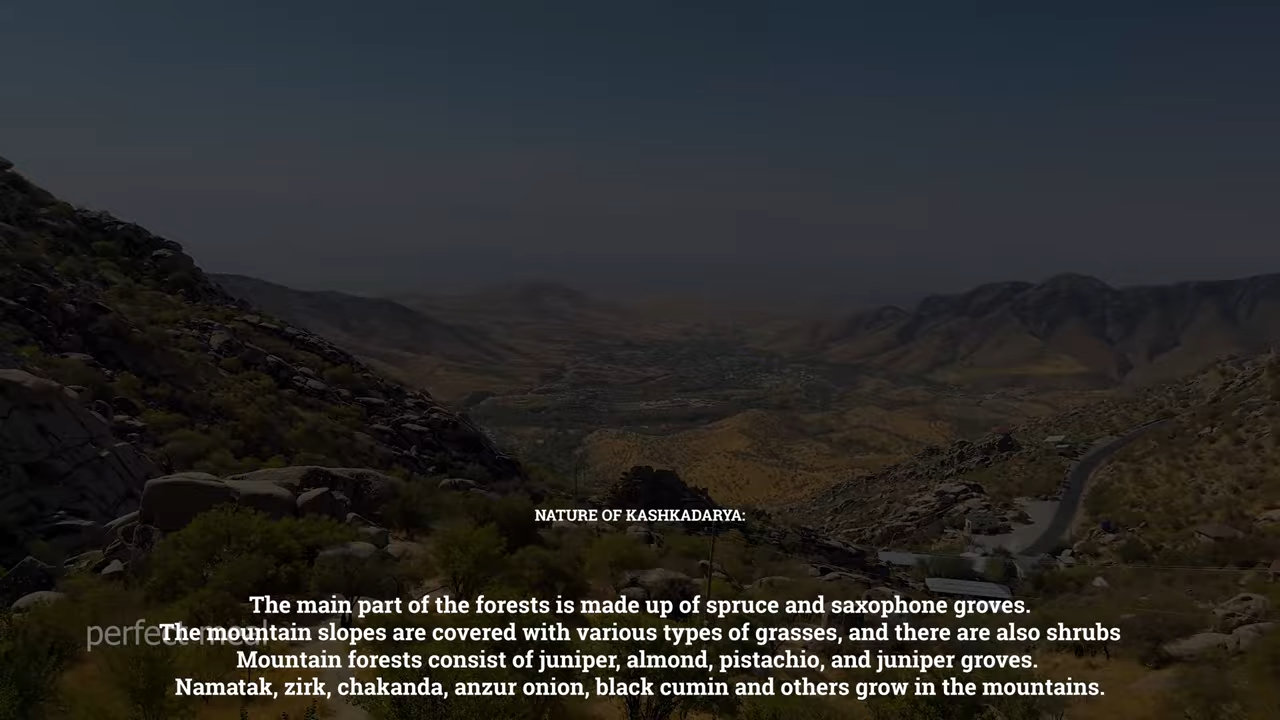 NATURE OF KASHKADARYA:
The main part of the forests is made up of spruce and saxophone groves.
The mountain slopes are covered with various types of grasses, and there are also shrubs
Mountain forests consist of juniper, almond, pistachio, and juniper groves.
Namatak, zirk, chakanda, anzur onion, black cumin and others grow in the mountains.
perfect